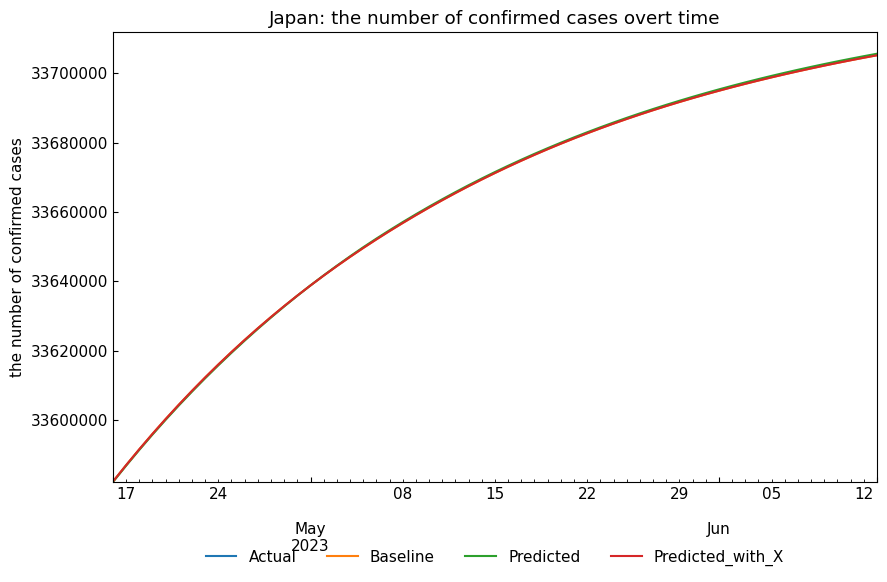 Japan: the number of confirmed cases overt time
the number of confirmed cases
33700000
33680000
33660000
33640000
33620000
33600000
17 24 08 15 22 29 05 12
May Jun
2023
Actual Baseline Predicted Predicted_with_X